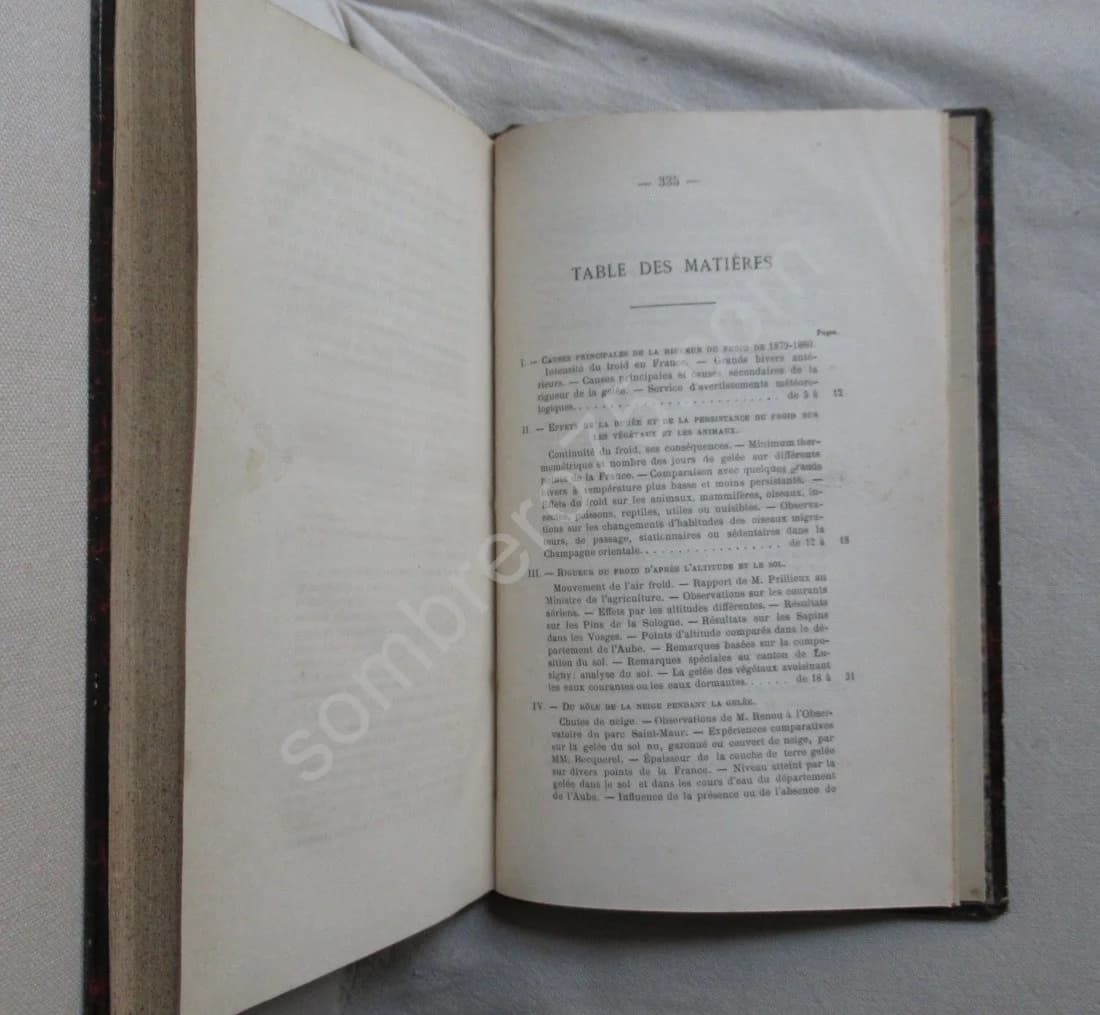 — 335 —
TABLE DES MATIÈRES
Pages.
I. — CAUSES PRINCIPALES DE LA RIGUEUR DU FROID DE 1879-1880.
Intensité du froid en France. — Grands hivers anté-
rieurs. — Causes principales et causes secondaires de la
rigueur de la gelée. — Service d'avertissements météoro-
logiques. . . . . . . . . . . . . . . . . . . . . . de 5 à 12
II. — EFFETS DE LA DURÉE ET DE LA PERSISTANCE DU FROID SUR
LES VÉGÉTAUX ET LES ANIMAUX.
Continuité du froid, ses conséquences. — Minimum ther-
mométrique et nombre des jours de gelée sur différents
points de la France. — Comparaison avec quelques grands
hivers à température plus basse et moins persistants. —
Effets du froid sur les animaux, mammifères, oiseaux, in-
sectes, poissons, reptiles, utiles ou nuisibles. — Observa-
tions sur les changements d'habitudes des oiseaux migra-
teurs, de passage, stationnaires ou sédentaires dans la
Champagne orientale. . . . . . . . . . . . . . . . de 12 à 18
III. — RIGUEUR DU FROID D'APRÈS L'ALTITUDE ET LE SOL.
Mouvement de l'air froid. — Rapport de M. Prillieux au
Ministre de l'agriculture. — Observations sur les courants
aériens. — Effets par les altitudes différentes. — Résultats
sur les Pins de la Sologne. — Résultats sur les Sapins
dans les Vosges. — Points d'altitude comparés dans le dé-
partement de l'Aube. — Remarques basées sur la compo-
sition du sol. — Remarques spéciales au canton de Lu-
signy; analyse du sol. — La gelée des végétaux avoisinant
les eaux courantes ou les eaux dormantes. . . . . . de 18 à 31
IV. — DU RÔLE DE LA NEIGE PENDANT LA GELÉE.
Chutes de neige. — Observations de M. Renou à l'Obser-
vatoire du parc Saint-Maur. — Expériences comparatives
sur la gelée du sol nu, gazonné ou couvert de neige, par
MM. Becquerel. — Épaisseur de la couche de terre gelée
sur divers points de la France. — Niveau atteint par la
gelée dans le sol et dans les cours d'eau du département
de l'Aube. — Influence de la présence ou de l'absence de